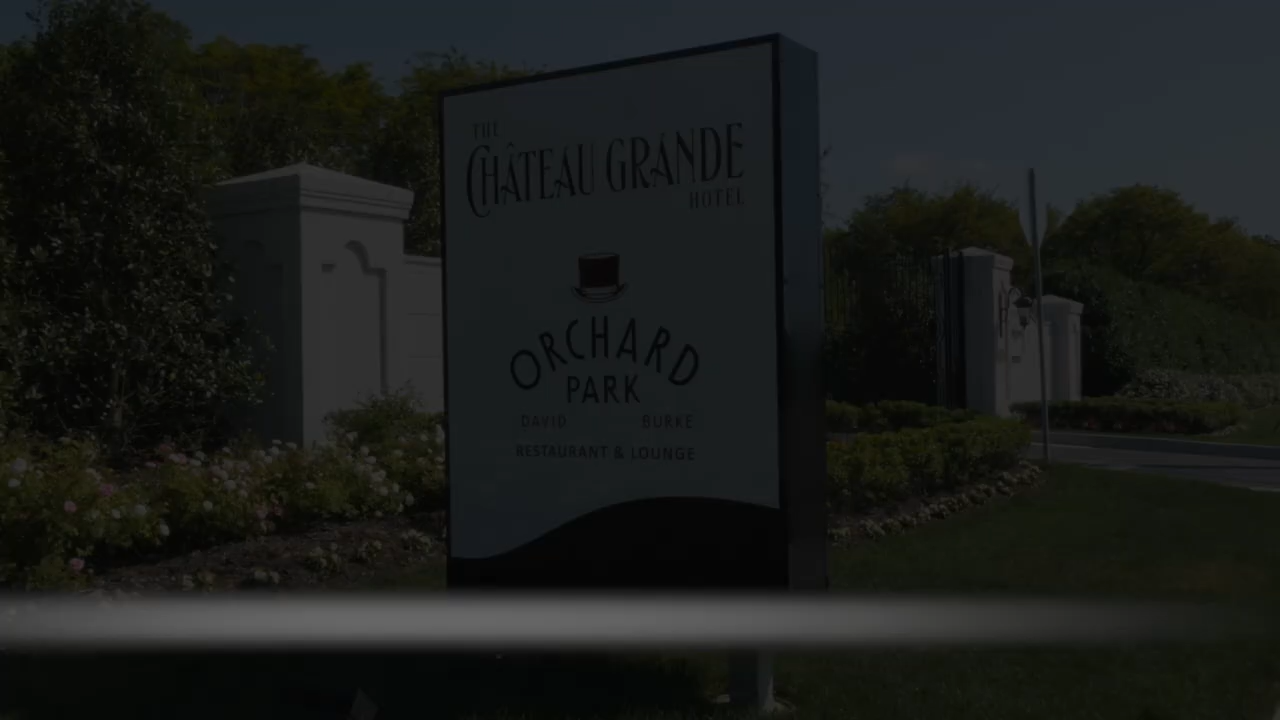 THE
CHÂTEAU GRANDE
HOTEL
ORCHARD
PARK
DAVID BURKE
RESTAURANT & LOUNGE